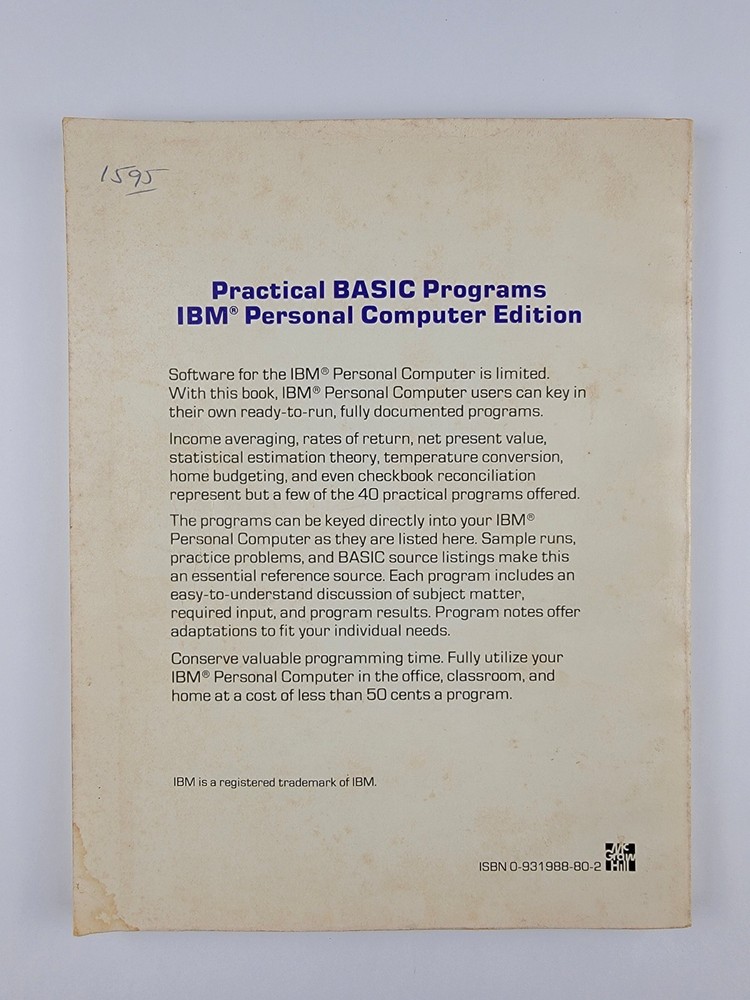 1595
Practical BASIC Programs
IBM® Personal Computer Edition
Software for the IBM® Personal Computer is limited.
With this book, IBM® Personal Computer users can key in
their own ready-to-run, fully documented programs.
Income averaging, rates of return, net present value,
statistical estimation theory, temperature conversion,
home budgeting, and even checkbook reconciliation
represent but a few of the 40 practical programs offered.
The programs can be keyed directly into your IBM®
Personal Computer as they are listed here. Sample runs,
practice problems, and BASIC source listings make this
an essential reference source. Each program includes an
easy-to-understand discussion of subject matter,
required input, and program results. Program notes offer
adaptations to fit your individual needs.
Conserve valuable programming time. Fully utilize your
IBM® Personal Computer in the office, classroom, and
home at a cost of less than 50 cents a program.
IBM is a registered trademark of IBM.
ISBN 0-931988-80-2
Mc
Graw
Hill